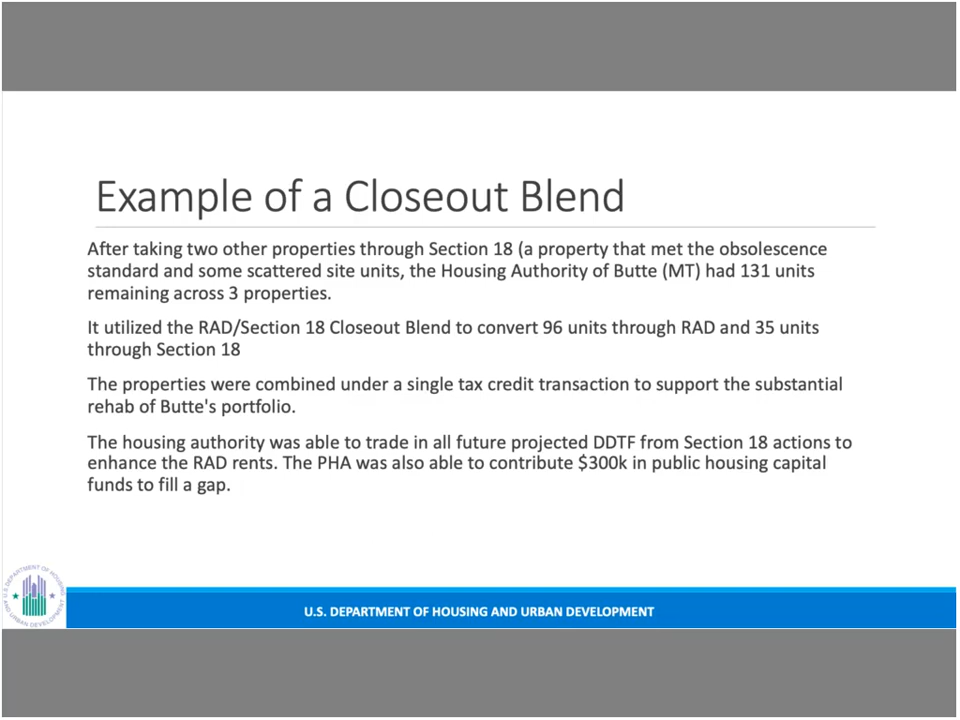 Example of a Closeout Blend
After taking two other properties through Section 18 (a property that met the obsolescence
standard and some scattered site units, the Housing Authority of Butte (MT) had 131 units
remaining across 3 properties.
It utilized the RAD/Section 18 Closeout Blend to convert 96 units through RAD and 35 units
through Section 18
The properties were combined under a single tax credit transaction to support the substantial
rehab of Butte's portfolio.
The housing authority was able to trade in all future projected DDTF from Section 18 actions to
enhance the RAD rents. The PHA was also able to contribute $300k in public housing capital
funds to fill a gap.
U.S. DEPARTMENT OF HOUSING
AND URBAN DEVELOPMENT
U.S. DEPARTMENT OF HOUSING AND URBAN DEVELOPMENT